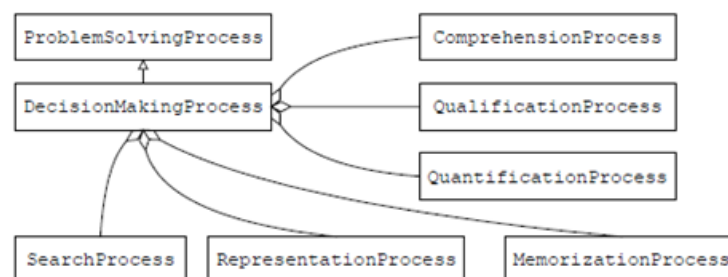 ProblemSolvingProcess
ComprehensionProcess
DecisionMakingProcess
QualificationProcess
QuantificationProcess
SearchProcess
RepresentationProcess
MemorizationProcess